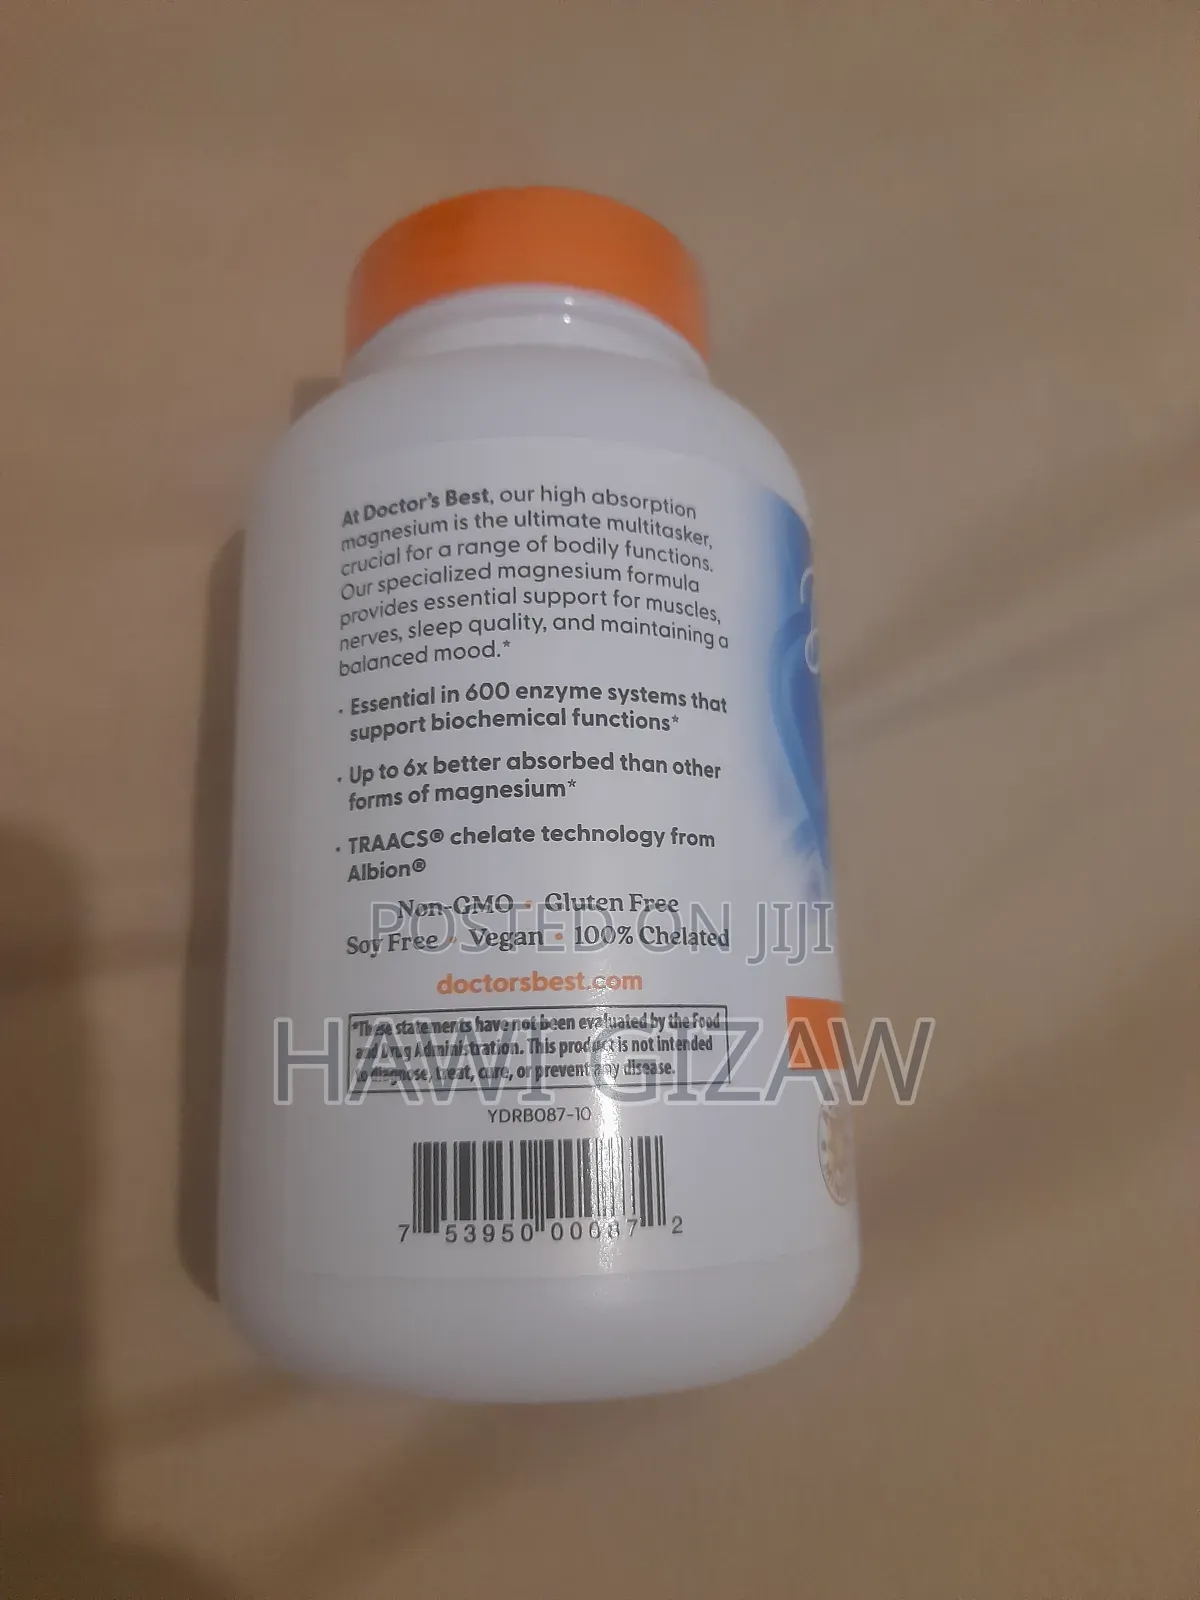 At Doctor's Best, our high absorption
magnesium is the ultimate multitasker,
crucial for a range of bodily functions.
Our specialized magnesium formula
provides essential support for muscles,
nerves, sleep quality, and maintaining a
balanced mood.*
· Essential in 600 enzyme systems that
support biochemical functions*
· Up to 6x better absorbed than other
forms of magnesium*
· TRAACS® chelate technology from
Albion®
Non-GMO • Gluten Free
POSTED ON JIJI
Soy Free • Vegan • 100% Chelated
doctorsbest.com
*These statements have not been evaluated by the Food
and Drug Administration. This product is not intended
to diagnose, treat, cure, or prevent any disease.
HAWI GIZAW
YDRB087-10
7 53950 00087 2